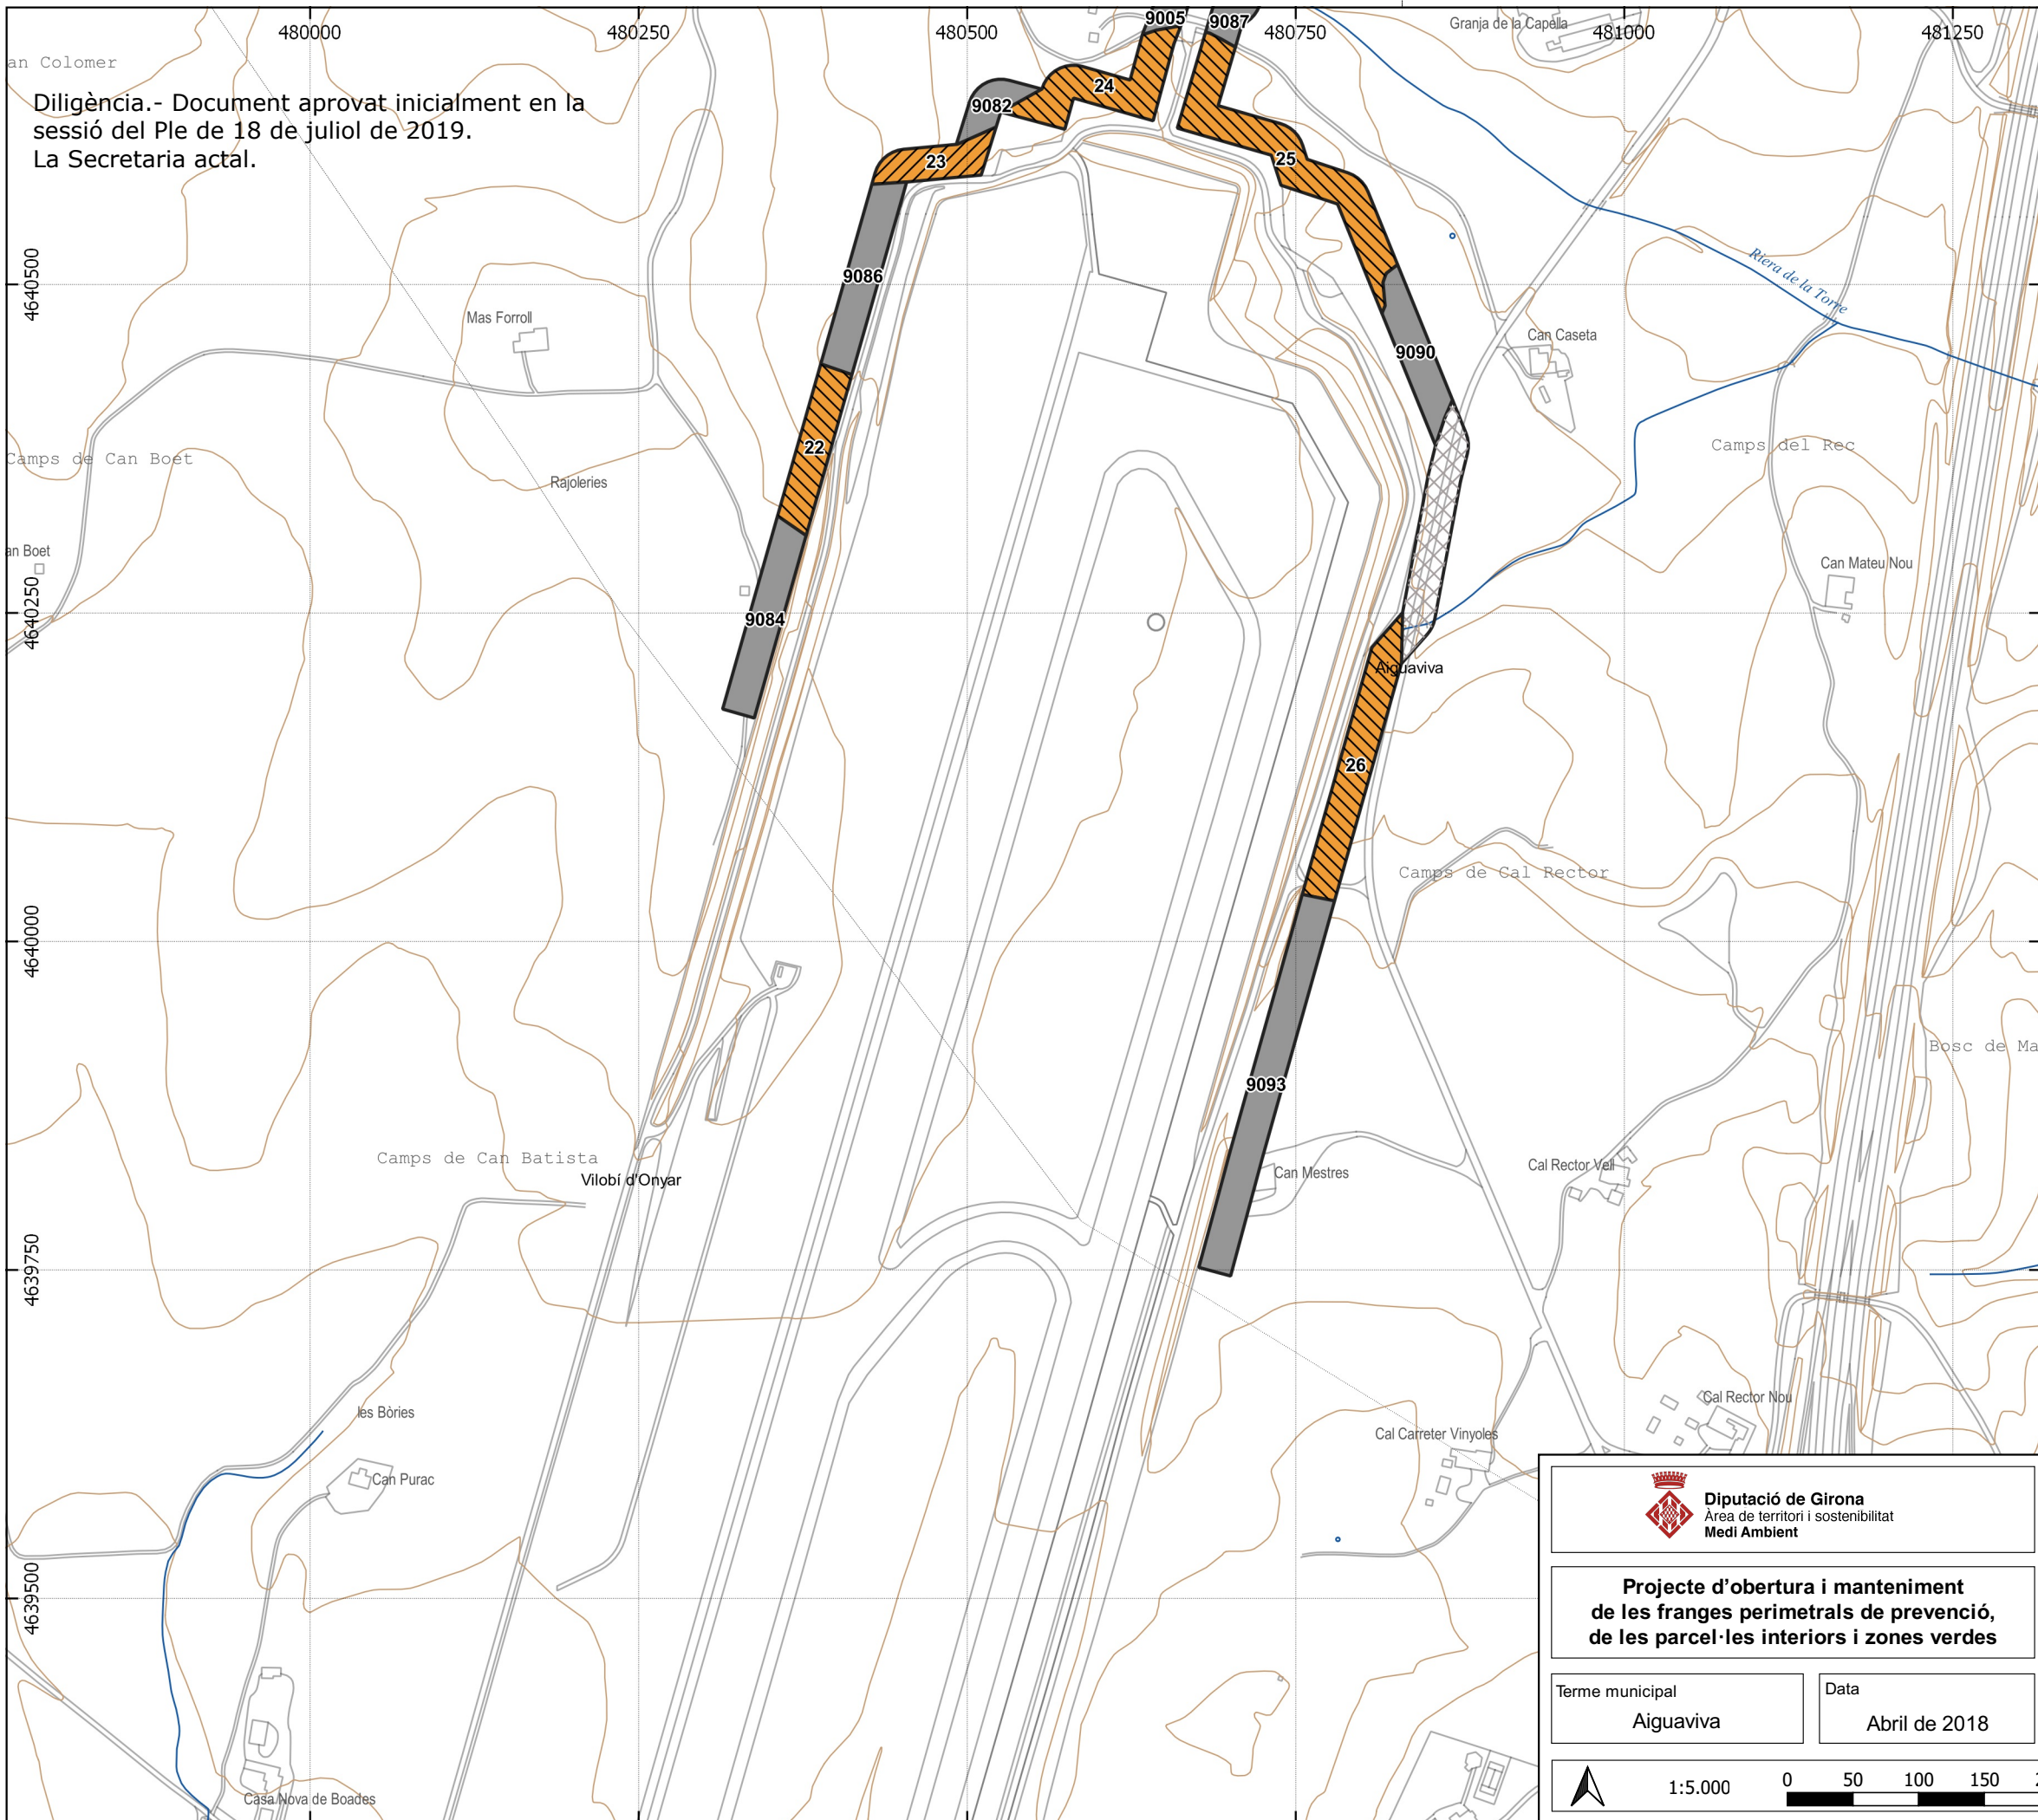 9005
9087
480000
480250
480500
480750
481000
481250
Granja de la Capella
an Colomer
Diligència.- Document aprovat inicialment en la
sessió del Ple de 18 de juliol de 2019.
La Secretaria actal.
24
9082
23
25
4640500
9086
Riera de la Torre
Mas Forroll
Can Caseta
9090
22
Camps del Rec
Camps de Can Boet
Rajoleries
an Boet
Can Mateu Nou
4640250
9084
Aiguaviva
26
Camps de Cal Rector
4640000
Bosc de Ma
9093
Camps de Can Batista
Vilobí d'Onyar
Can Mestres
Cal Rector Vell
4639750
Cal Rector Nou
les Bòries
Cal Carreter Vinyoles
Can Purac
4639500
Casa Nova de Boades
Diputació de Girona
Àrea de territori i sostenibilitat
Medi Ambient
Projecte d'obertura i manteniment
de les franges perimetrals de prevenció,
de les parcel·les interiors i zones verdes
Terme municipal
Aiguaviva
Data
Abril de 2018
1:5.000
0 50 100 150